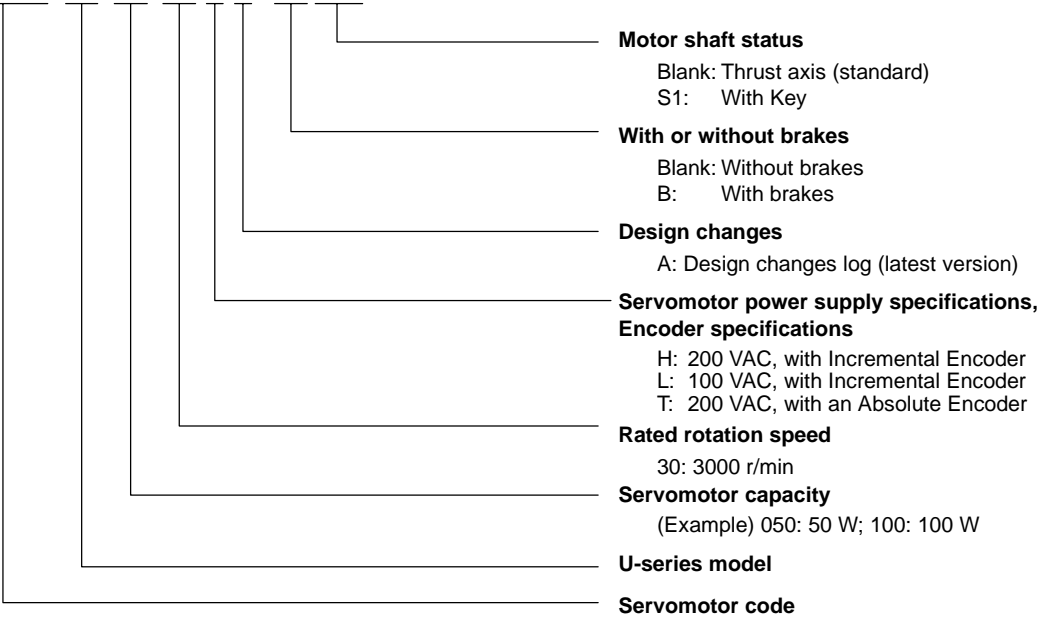 Motor shaft status
Blank: Thrust axis (standard)
S1: With Key
With or without brakes
Blank: Without brakes
B: With brakes
Design changes
A: Design changes log (latest version)
Servomotor power supply specifications,
Encoder specifications
H: 200 VAC, with Incremental Encoder
L: 100 VAC, with Incremental Encoder
T: 200 VAC, with an Absolute Encoder
Rated rotation speed
30: 3000 r/min
Servomotor capacity
(Example) 050: 50 W; 100: 100 W
U-series model
Servomotor code